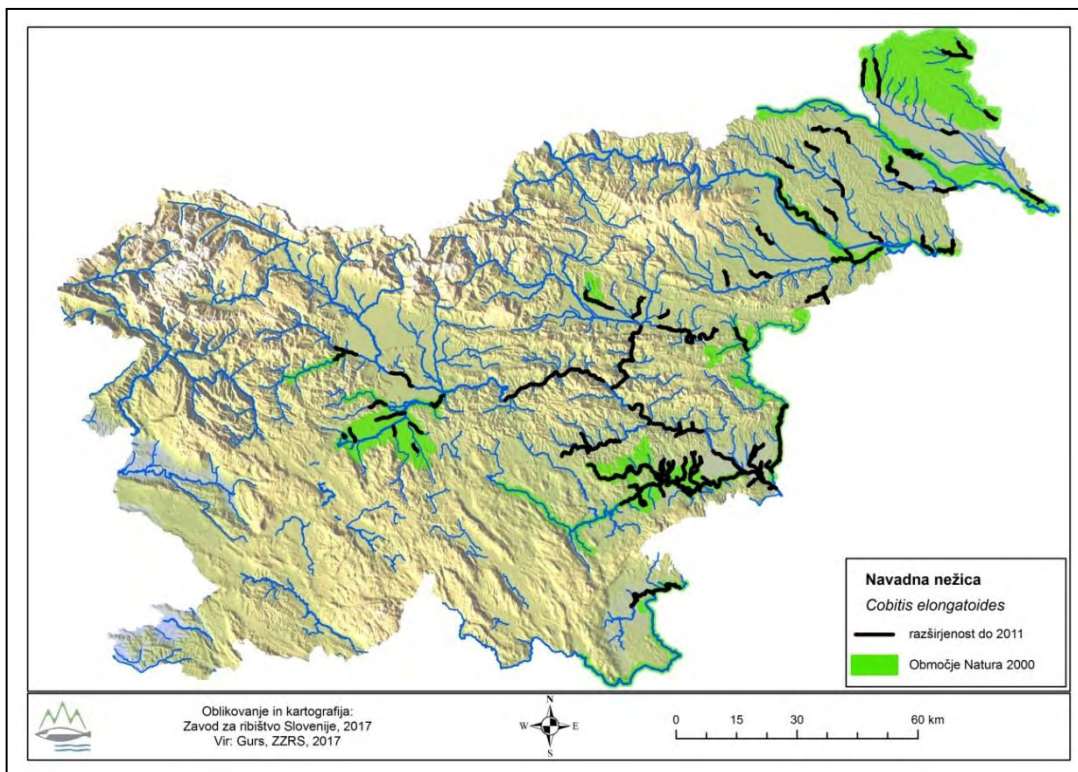 Navadna nežica
Cobitis elongatoides
razširjenost do 2011
Območje Natura 2000
Oblikovanje in kartografija:
Zavod za ribištvo Slovenije, 2017
Vir: Gurs, ZZRS, 2017
N
W E
S
0 15 30 60 km